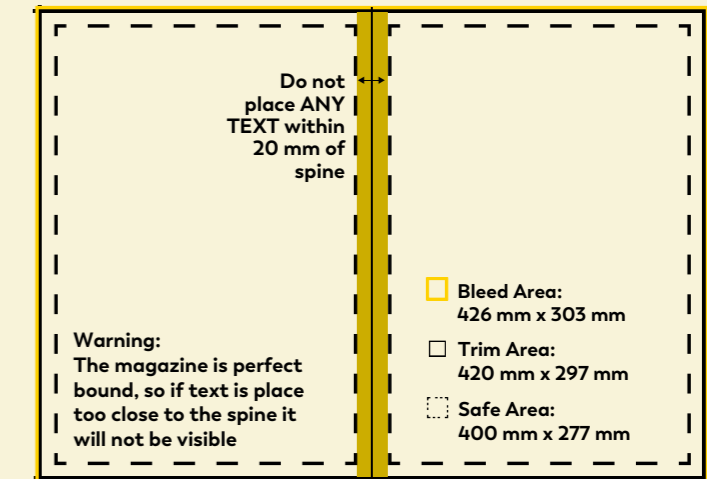 Do not
place ANY
TEXT within
20 mm of
spine
Warning:
The magazine is perfect
bound, so if text is place
too close to the spine it
will not be visible
Bleed Area:
426 mm x 303 mm
Trim Area:
420 mm x 297 mm
Safe Area:
400 mm x 277 mm